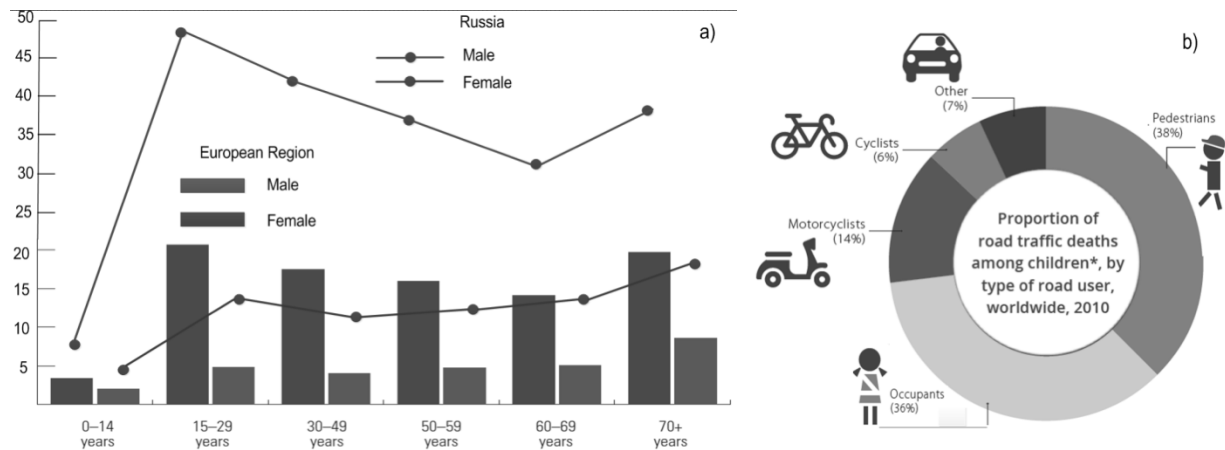 a)
50
45
40
35
30
25
20
15
10
5
Russia
Male
Female
European Region
Male
Female
0–14
years
15–29
years
30–49
years
50–59
years
60–69
years
70+
years
b)
Other
(7%)
Pedestrians
(38%)
Cyclists
(6%)
Motorcyclists
(14%)
Occupants
(36%)
Proportion of
road traffic deaths
among children*, by
type of road user,
worldwide, 2010